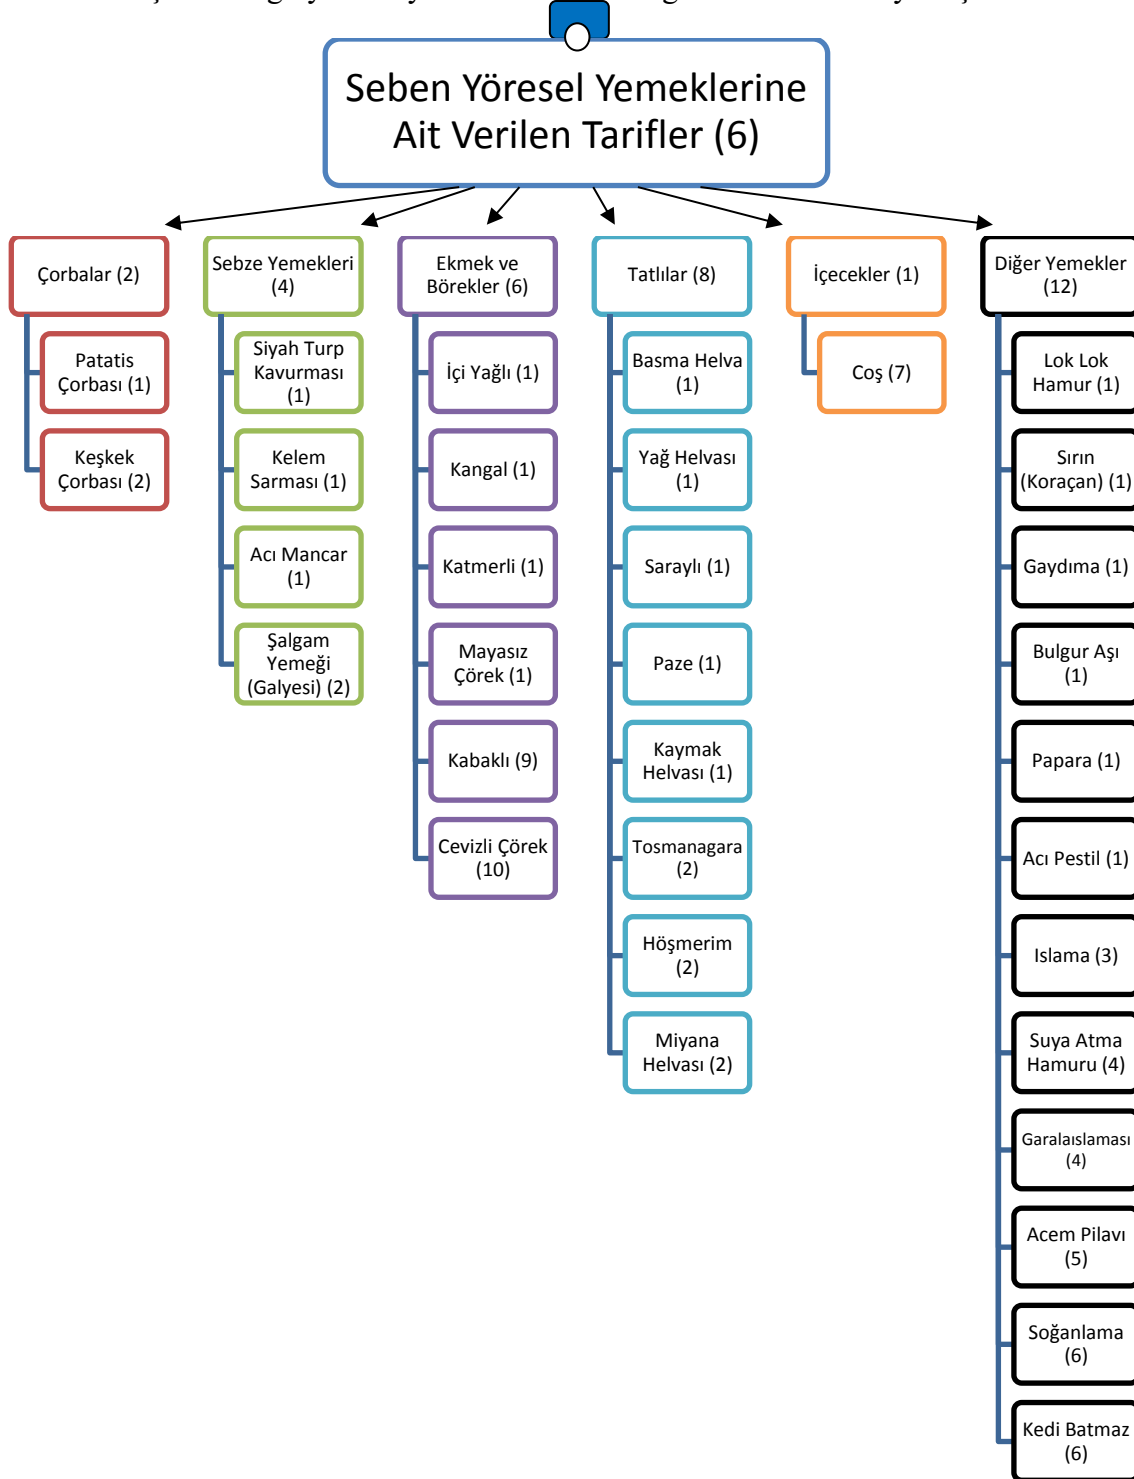 Seben Yöresel Yemeklerine
Ait Verilen Tarifler (6)
Çorbalar (2)
Patatis
Çorbası (1)
Keşkek
Çorbası (2)
Sebze Yemekleri
(4)
Siyah Turp
Kavurması
(1)
Kelem
Sarması (1)
Acı Mancar
(1)
Şalgam
Yemeği
(Galyesi) (2)
Ekmek ve
Börekler (6)
İçi Yağlı (1)
Kangal (1)
Katmerli (1)
Mayasız
Çörek (1)
Kabaklı (9)
Cevizli Çörek
(10)
Tatlılar (8)
Basma Helva
(1)
Yağ Helvası
(1)
Saraylı (1)
Paze (1)
Kaymak
Helvası (1)
Tosmanagara
(2)
Höşmerim
(2)
Miyana
Helvası (2)
İçecekler (1)
Coş (7)
Diğer Yemekler
(12)
Lok Lok
Hamur (1)
Sırın
(Koraçan) (1)
Gaydıma (1)
Bulgur Aşı
(1)
Papara (1)
Acı Pestil (1)
Islama (3)
Suya Atma
Hamuru (4)
Garalaıslaması
(4)
Acem Pilavı
(5)
Soğanlama
(6)
Kedi Batmaz
(6)